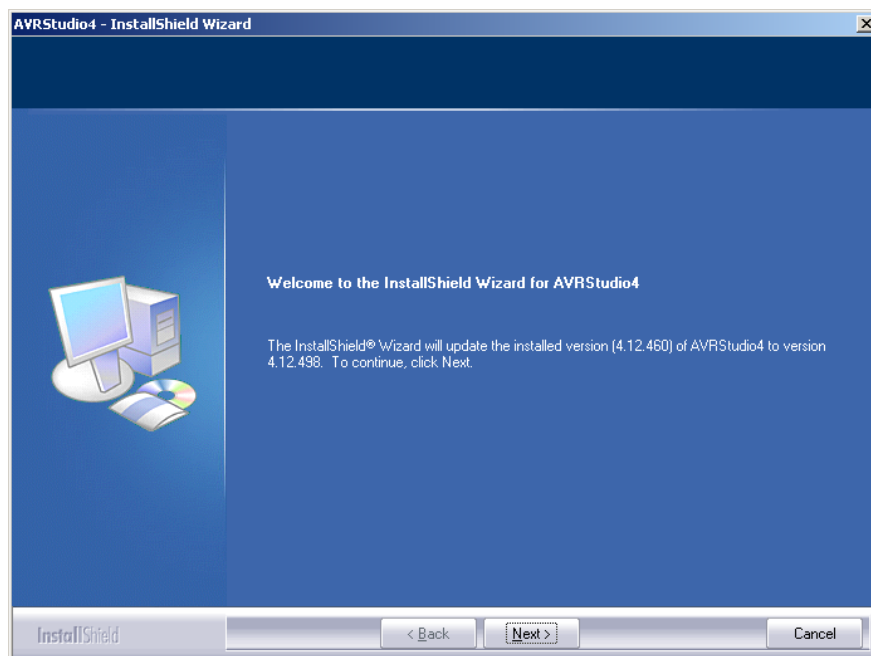 AVRStudio4 - InstallShield Wizard
Welcome to the InstallShield Wizard for AVRStudio4
The InstallShield® Wizard will update the installed version (4.12.460) of AVRStudio4 to version
4.12.498. To continue, click Next.
InstallShield
< Back
Next >
Cancel